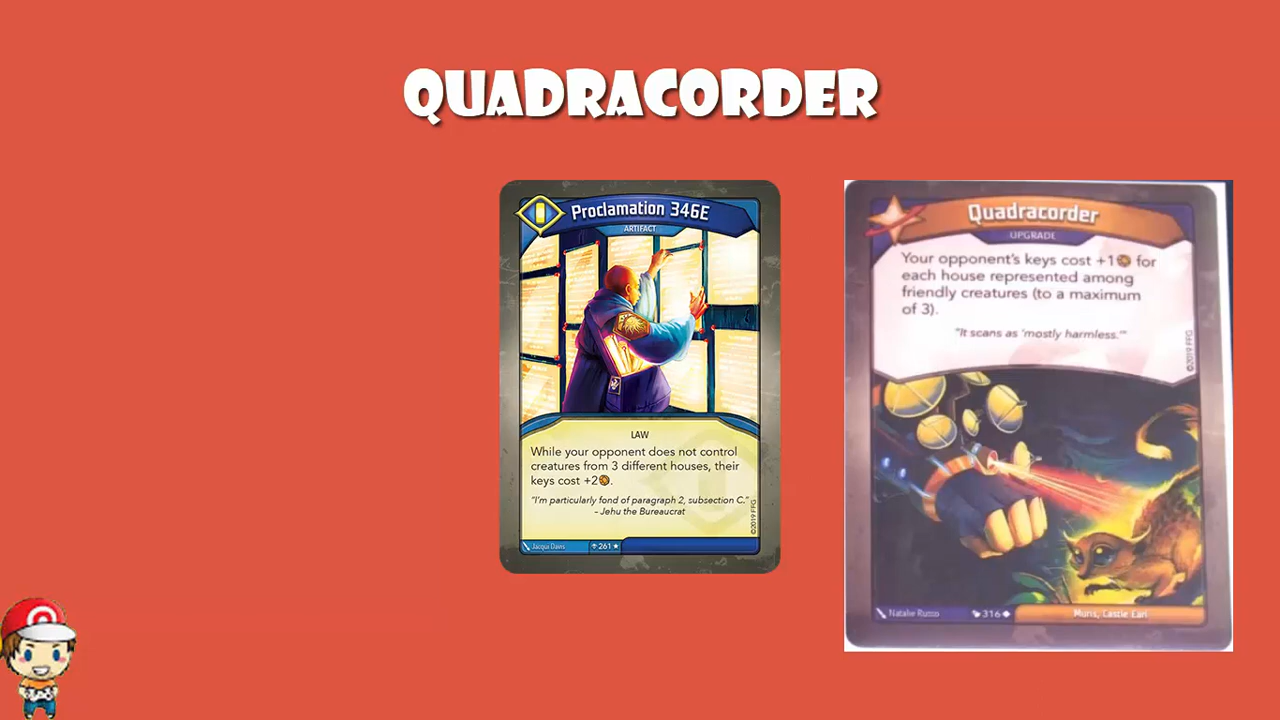 QUADRACORDER
Proclamation 346E
ARTIFACT
LAW
While your opponent does not control
creatures from 3 different houses, their
keys cost +2.
"I'm particularly fond of paragraph 2, subsection C."
- Jehu the Bureaucrat
©2019 FFG
Jacqui Davis
261
Quadracorder
UPGRADE
Your opponent's keys cost +1 for
each house represented among
friendly creatures (to a maximum
of 3).
"It scans as 'mostly harmless.'"
©2019 FFG
Natalie Russo
316
Muris, Castle Earl